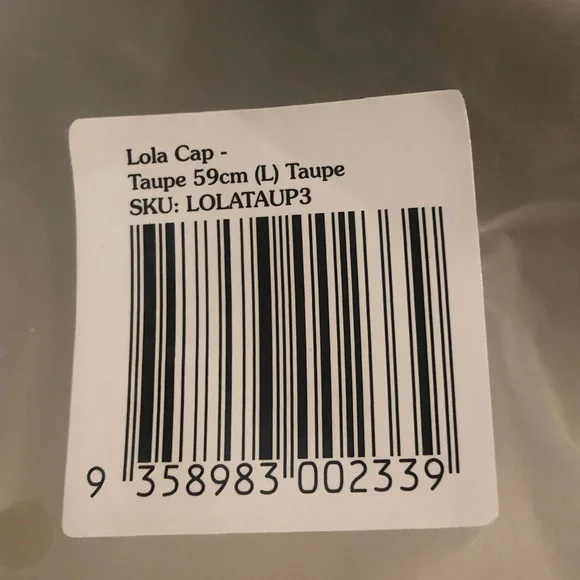 Lola Cap -
Taupe 59cm (L) Taupe
SKU: LOLATAUP3
9 358983 002339